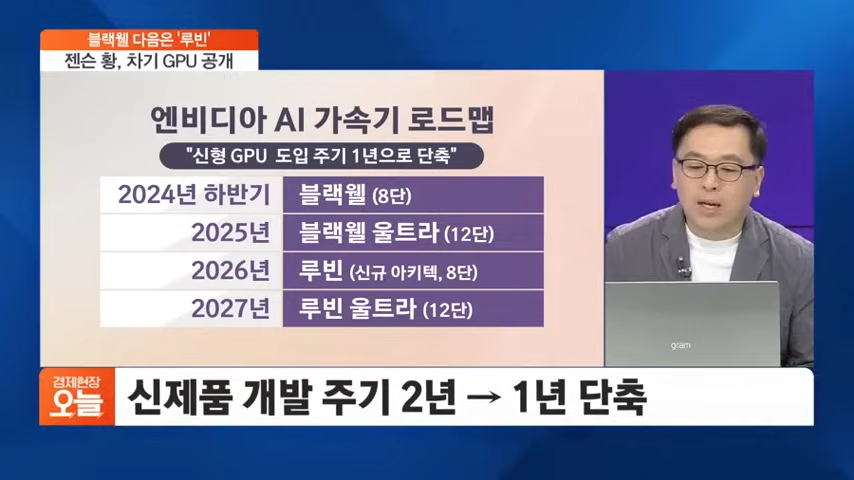 블랙웰 다음은 '루빈'
젠슨 황, 차기 GPU 공개
엔비디아 AI 가속기 로드맵
"신형 GPU 도입 주기 1년으로 단축"
2024년 하반기 블랙웰 (8단)
2025년 블랙웰 울트라 (12단)
2026년 루빈 (신규 아키텍, 8단)
2027년 루빈 울트라 (12단)
gram
경제현장
오늘
신제품 개발 주기 2년 → 1년 단축